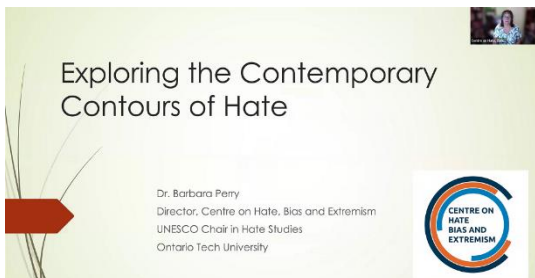 Exploring the Contemporary
Contours of Hate
Dr. Barbara Perry
Director, Centre on Hate, Bias and Extremism
UNESCO Chair in Hate Studies
Ontario Tech University
CENTRE ON
HATE
BIAS AND
EXTREMISM